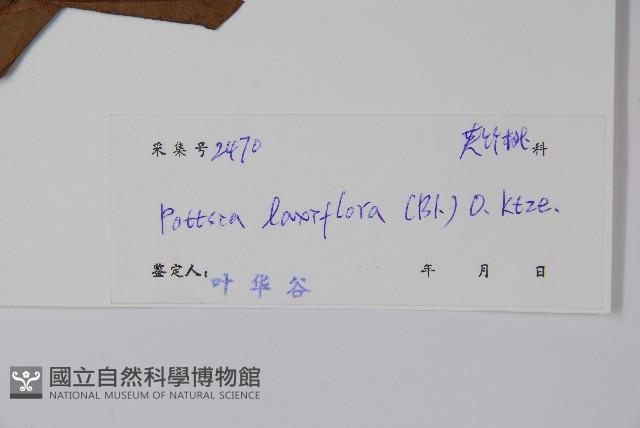 采集号 2470 夹竹桃科
Pottsia laxiflora (Bl.) O. Ktze.
鉴定人: 叶华谷 年 月 日
國立自然科學博物館
NATIONAL MUSEUM OF NATURAL SCIENCE